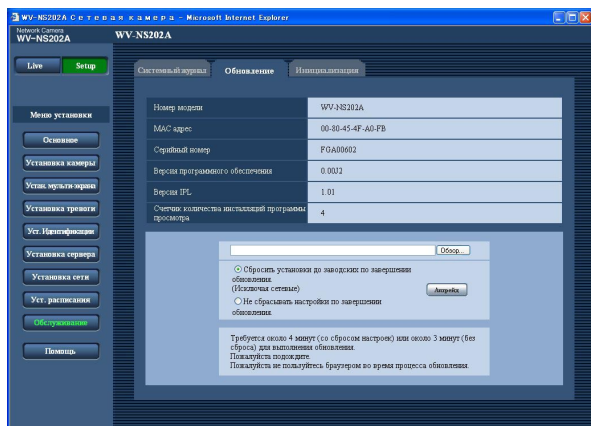 WV-NS202A Сетевая камера - Microsoft Internet Explorer
Network Camera
WV-NS202A
WV-NS202A
Live
Setup
Системный журнал
Обновление
Инициализация
Меню установки
Основное
Установка камеры
Устан. мульти-экрана
Установка тревоги
Уст. Идентификации
Установка сервера
Установка сети
Уст. расписания
Обслуживание
Помощь
Номер модели
WV-NS202A
MAC адрес
00-80-45-4F-A0-FB
Серийный номер
FGA00602
Версия программного обеспечения
0.00J2
Версия IPL
1.01
Счетчик количества инсталляций программы
просмотра
4
Обзор...
Сбросить установки до заводских по завершении
обновления.
(Исключая сетевые)
Апгрейд
Не сбрасывать настройки по завершении
обновления.
Требуется около 4 минут (со сбросом настроек) или около 3 минут (без
сброса) для выполнения обновления.
Пожалуйста подождите.
Пожалуйста не пользуйтесь браузером во время процесса обновления.